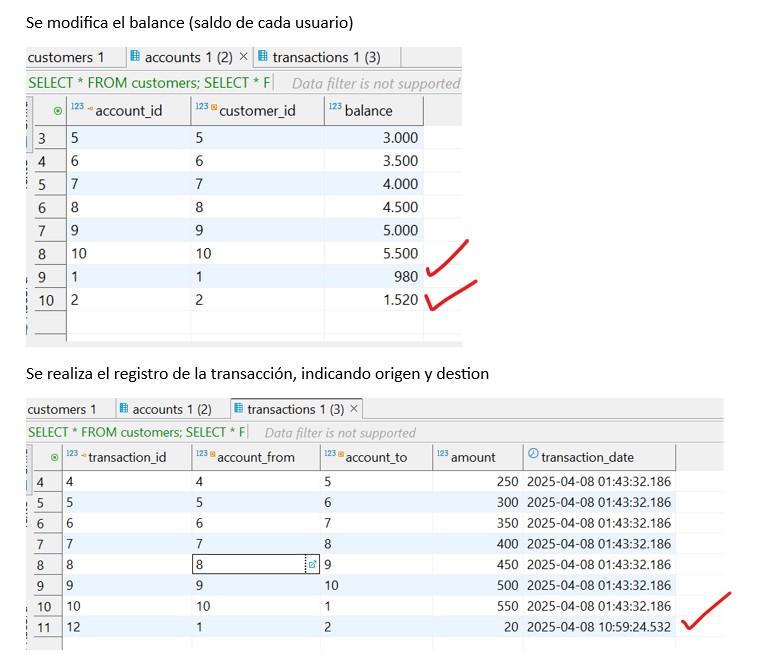 Se modifica el balance (saldo de cada usuario)
customers 1 accounts 1 (2) × transactions 1 (3)
SELECT * FROM customers; SELECT * F Data filter is not supported
123 account_id 123 customer_id 123 balance
3 5 5 3.000
4 6 6 3.500
5 7 7 4.000
6 8 8 4.500
7 9 9 5.000
8 10 10 5.500
9 1 1 980
10 2 2 1.520
Se realiza el registro de la transacción, indicando origen y destion
customers 1 accounts 1 (2) transactions 1 (3) ×
SELECT * FROM customers; SELECT * F Data filter is not supported
123 transaction_id 123 account_from 123 account_to 123 amount transaction_date
4 4 4 5 250 2025-04-08 01:43:32.186
5 5 5 6 300 2025-04-08 01:43:32.186
6 6 6 7 350 2025-04-08 01:43:32.186
7 7 7 8 400 2025-04-08 01:43:32.186
8 8 8 9 450 2025-04-08 01:43:32.186
9 9 9 10 500 2025-04-08 01:43:32.186
10 10 10 1 550 2025-04-08 01:43:32.186
11 12 1 2 20 2025-04-08 10:59:24.532